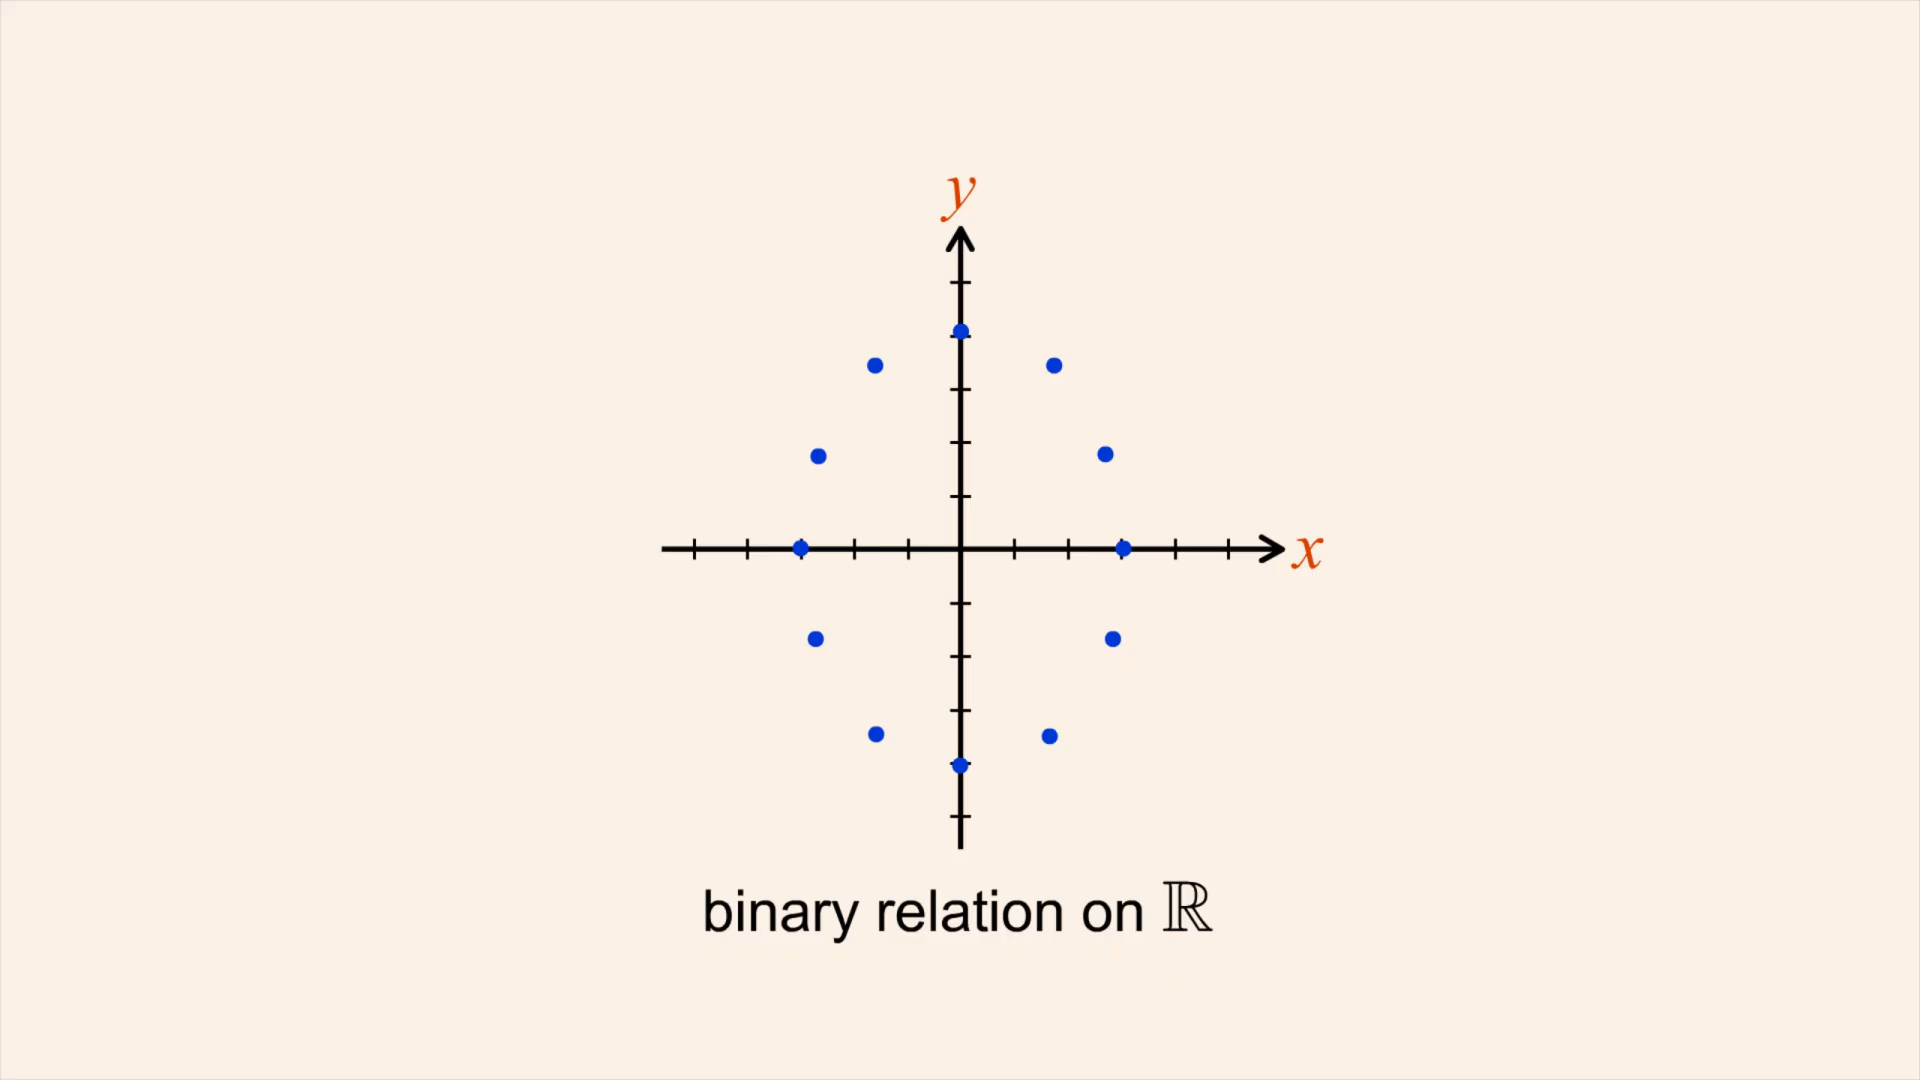 y
x
binary relation on ℝ